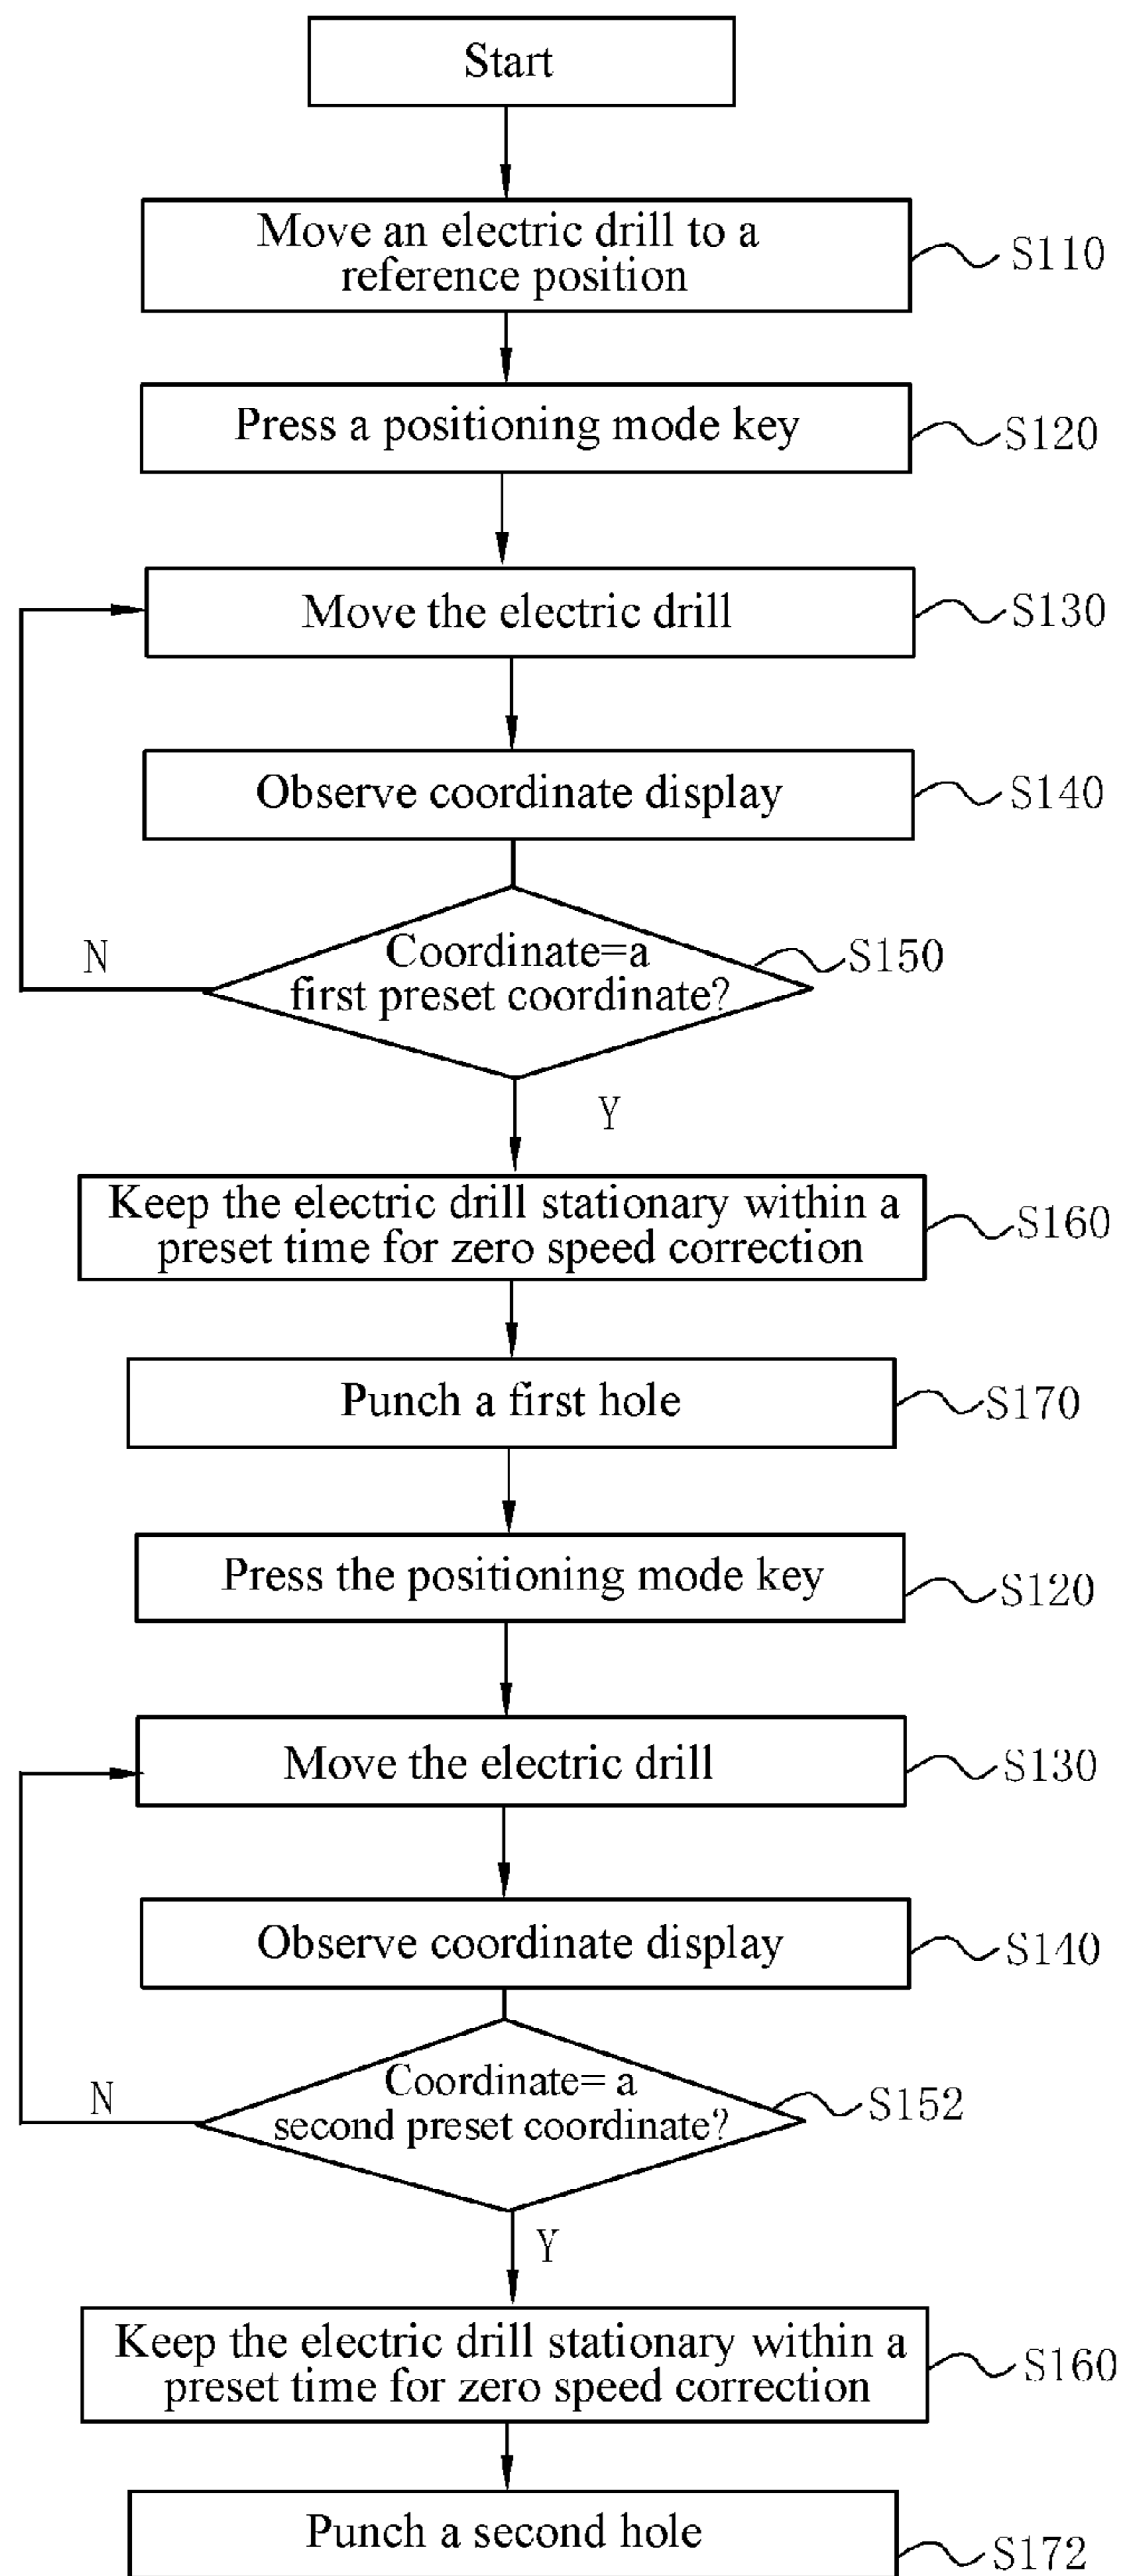 Start
Move an electric drill to a
reference position
S110
Press a positioning mode key
S120
Move the electric drill
S130
Observe coordinate display
S140
Coordinate=a
first preset coordinate?
S150
N
Y
Keep the electric drill stationary within a
preset time for zero speed correction
S160
Punch a first hole
S170
Press the positioning mode key
S120
Move the electric drill
S130
Observe coordinate display
S140
Coordinate= a
second preset coordinate?
S152
N
Y
Keep the electric drill stationary within a
preset time for zero speed correction
S160
Punch a second hole
S172